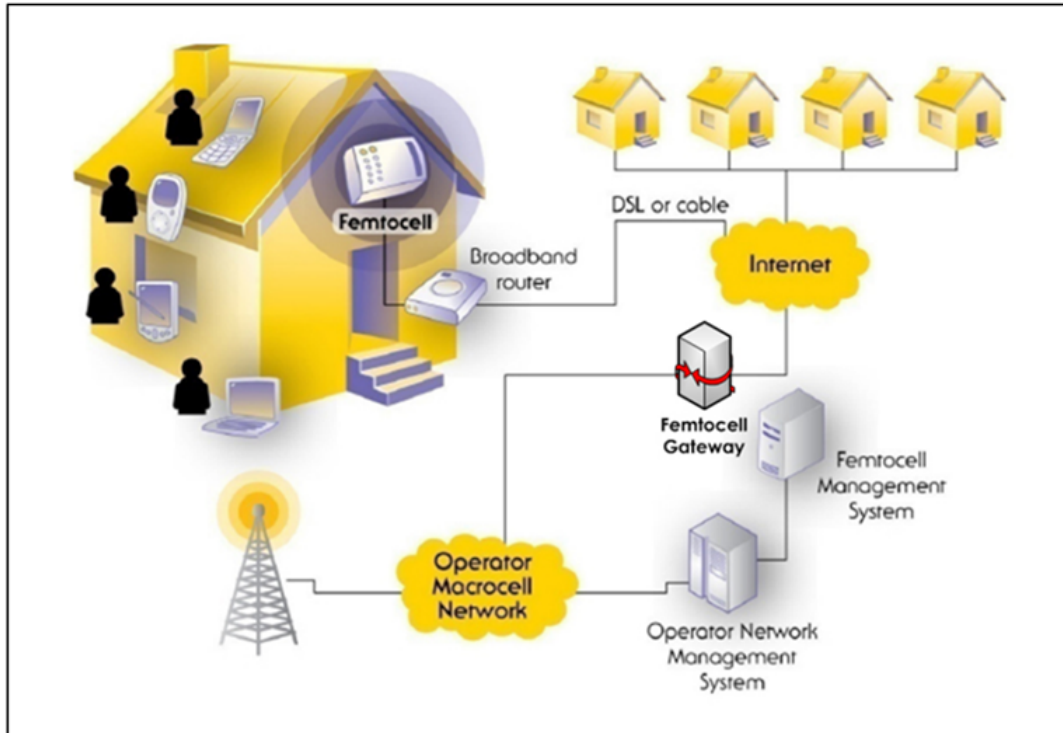 DSL or cable
Femtocell
Broadband
router
Internet
Femtocell
Gateway
Femtocell
Management
System
Operator
Macrocell
Network
Operator Network
Management
System